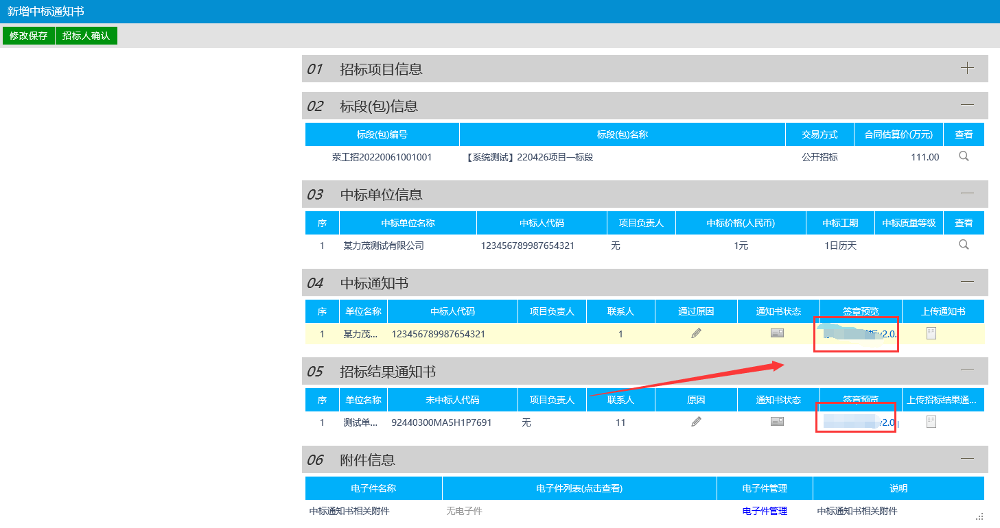 新增中标通知书
修改保存 招标人确认
01 招标项目信息
02 标段(包)信息
标段(包)编号 标段(包)名称 交易方式 合同估算价(万元) 查看
荥工招20220061001001 【系统测试】220426项目一标段 公开招标 111.00
03 中标单位信息
序 中标单位名称 中标人代码 项目负责人 中标价格(人民币) 中标工期 中标质量等级 查看
1 某力茂测试有限公司 123456789987654321 无 1元 1日历天
04 中标通知书
序 单位名称 中标人代码 项目负责人 联系人 通过原因 通知书状态 签章预览 上传通知书
1 某力茂... 123456789987654321 1 v2.0.
05 招标结果通知书
序 单位名称 未中标人代码 项目负责人 联系人 原因 通知书状态 签章预览 上传招标结果通...
1 测试单... 92440300MA5H1P7691 无 11 v2.0
06 附件信息
电子件名称 电子件列表(点击查看) 电子件管理 说明
中标通知书相关附件 无电子件 电子件管理 中标通知书相关附件